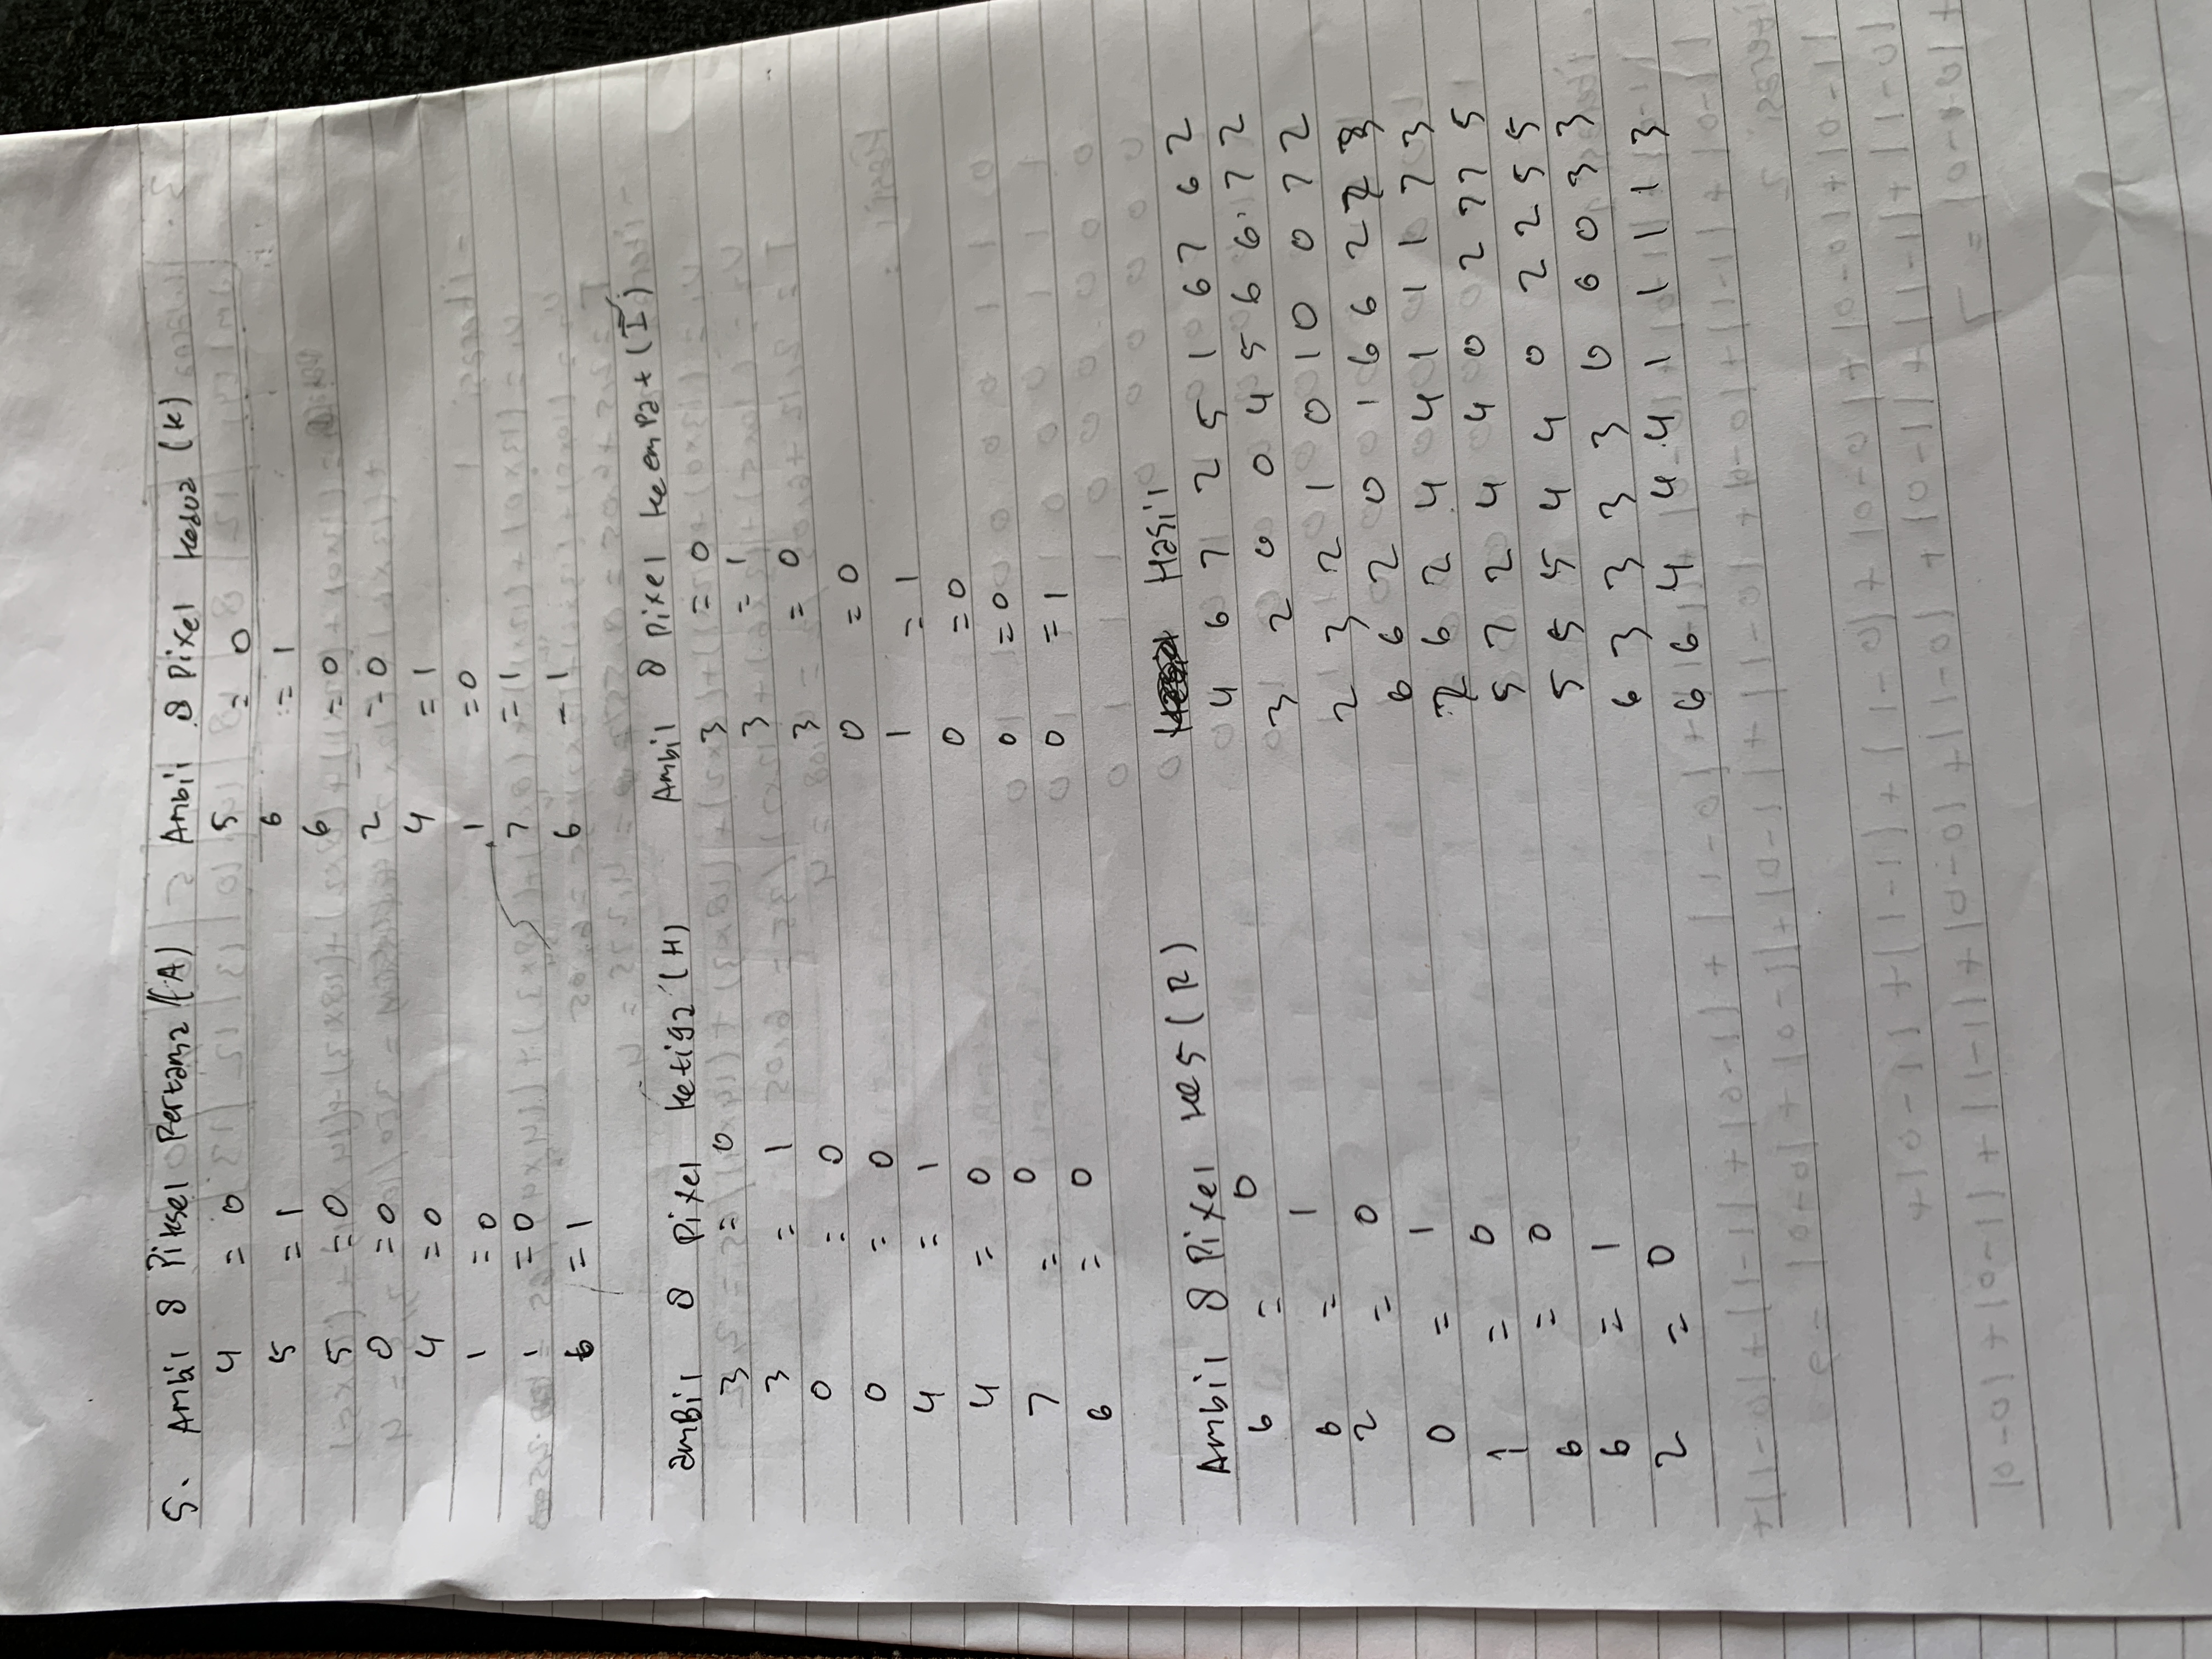 5. Ambil 8 Piksel Pertama (A)
4 = 0
5 = 1
5 = 0
0 = 0
4 = 0
1 = 0
1 = 0
6 = 1
Ambil 8 Pixel Kedua (K)
5 = 0
6 = 1
6 = 0
2 = 0
4 = 1
1 = 0
7 = 1
6 = 1
amBil 8 Pixel Ketiga (H)
3 = 0
3 = 1
0 = 0
0 = 0
4 = 1
4 = 0
7 = 0
6 = 0
Ambil 8 Pixel Keempat (I)
3 = 0
3 = 1
3 = 0
0 = 0
1 = 1
0 = 0
0 = 0
0 = 1
Ambil 8 Pixel Ke 5 (R)
6 = 0
6 = 1
2 = 0
0 = 1
1 = 0
6 = 0
6 = 1
2 = 0
Hasil
4 6 7 2 5 1 6 7 6 2
3 2 0 0 4 5 6 6 7 2
2 3 2 1 0 1 0 0 7 2
6 6 2 0 1 6 6 2
6 2 4 4 1 1 1 7 3
5 7 2 4 4 0 2 7 7 5
5 5 5 4 4 0 2 2 5 5
6 3 3 3 3 0 0 0 3 3
6 6 4 4 4 1 1 1 1 3